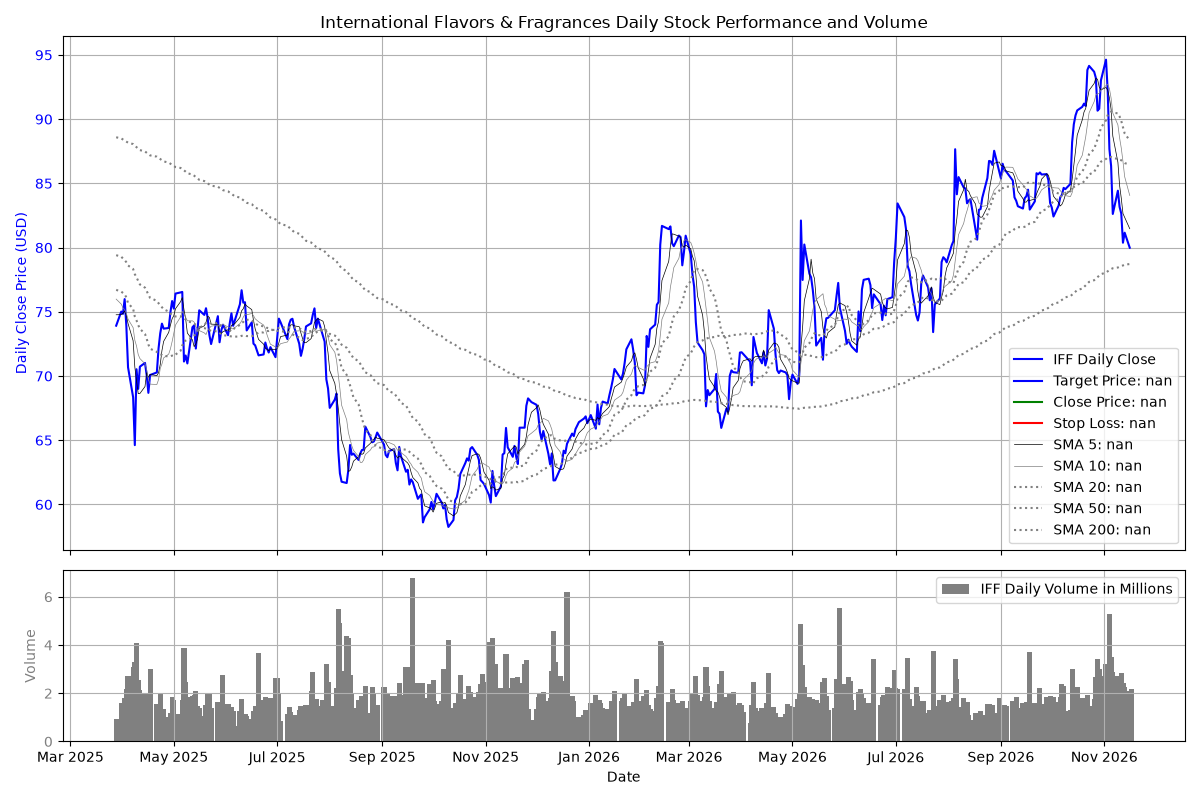 International Flavors & Fragrances Daily Stock Performance and Volume
Daily Close Price (USD)
95
90
85
80
75
70
65
60
IFF Daily Close
Target Price: nan
Close Price: nan
Stop Loss: nan
SMA 5: nan
SMA 10: nan
SMA 20: nan
SMA 50: nan
SMA 200: nan
Volume
6
4
2
0
IFF Daily Volume in Millions
Mar 2025
May 2025
Jul 2025
Sep 2025
Nov 2025
Jan 2026
Mar 2026
May 2026
Jul 2026
Sep 2026
Nov 2026
Date